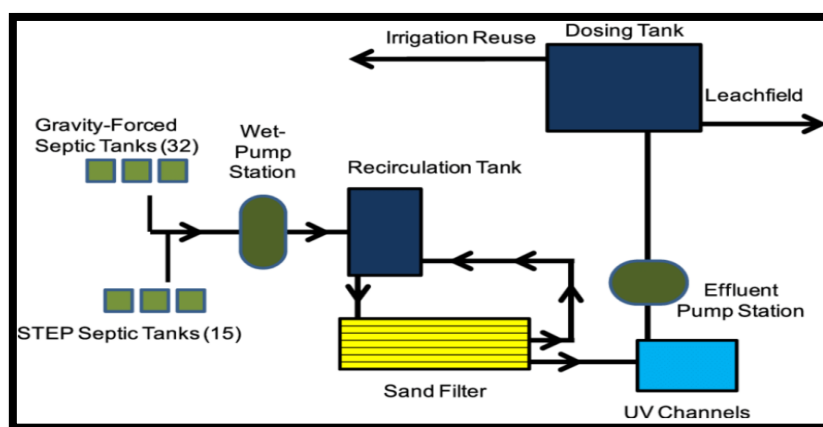 Irrigation Reuse
Dosing Tank
Leachfield
Gravity-Forced
Septic Tanks (32)
Wet-
Pump
Station
Recirculation Tank
STEP Septic Tanks (15)
Sand Filter
Effluent
Pump Station
UV Channels